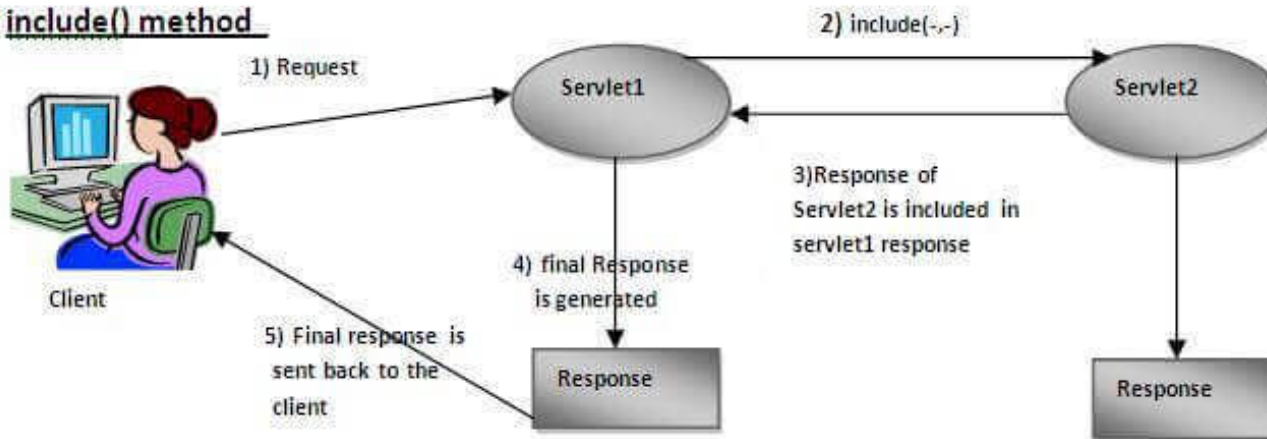 include() method
2) include(-,-)
1) Request
Servlet1
Servlet2
3)Response of
Servlet2 is included in
servlet1 response
4) final Response
is generated
Client
5) Final response is
sent back to the
client
Response
Response